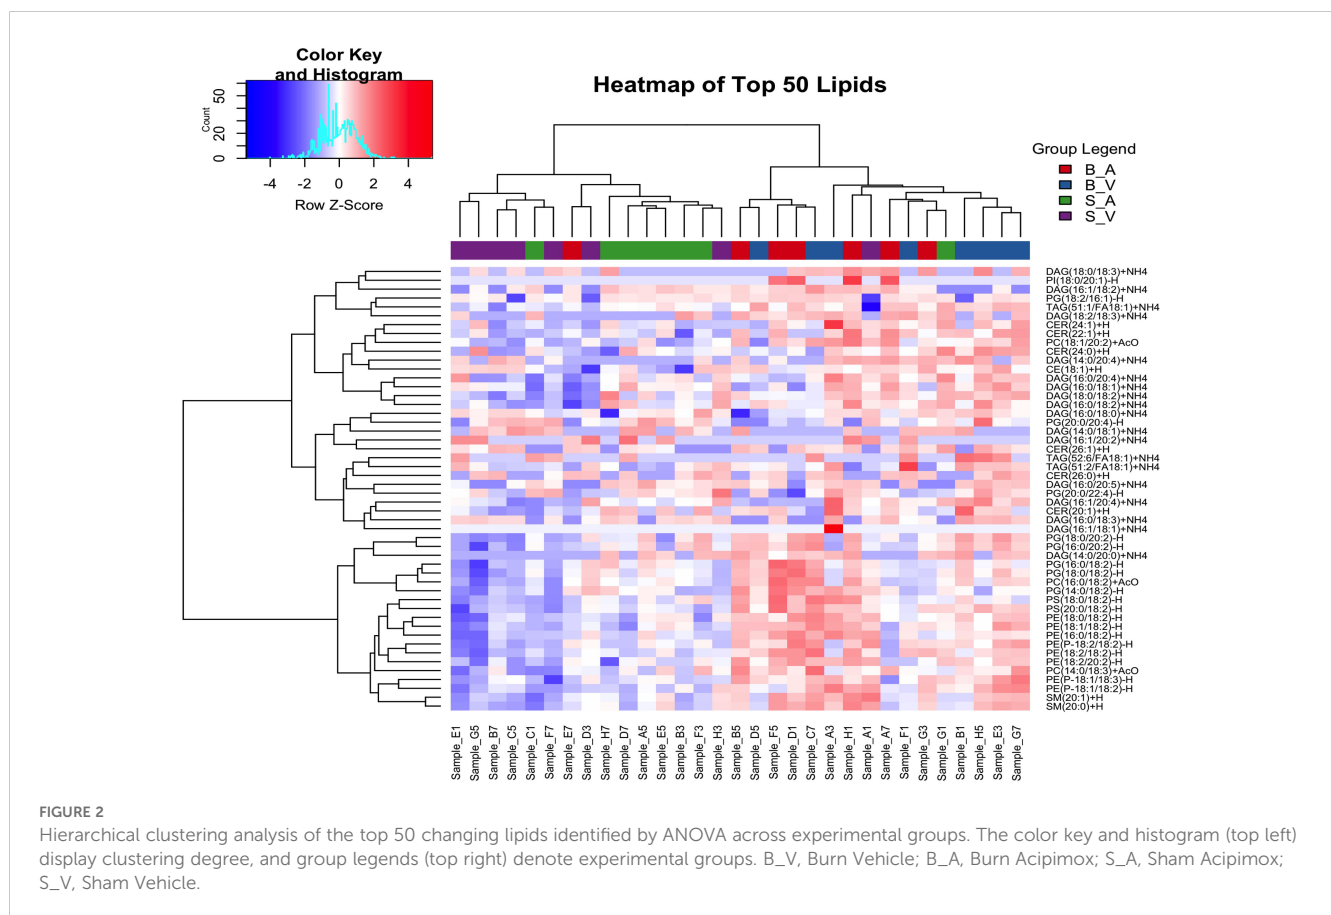 Color Key
and Histogram
Count
0
20
50
-4
-2
0
2
4
Row Z-Score
Heatmap of Top 50 Lipids
Group Legend
B_A
B_V
S_A
S_V
DAG(18:0/18:3)+NH4
PI(18:0/20:1)-H
DAG(16:1/18:2)+NH4
PG(18:2/16:1)-H
TAG(51:1/FA18:1)+NH4
DAG(18:2/18:3)+NH4
CER(24:1)+H
CER(22:1)+H
PC(18:1/20:2)+AcO
CER(24:0)+H
DAG(14:0/20:4)+NH4
CE(18:1)+H
DAG(16:0/20:4)+NH4
DAG(16:0/18:1)+NH4
DAG(18:0/18:2)+NH4
DAG(16:0/18:2)+NH4
DAG(16:0/18:0)+NH4
PG(20:0/20:4)-H
DAG(14:0/18:1)+NH4
DAG(16:1/20:2)+NH4
CER(26:1)+H
TAG(52:6/FA18:1)+NH4
TAG(51:2/FA18:1)+NH4
CER(26:0)+H
DAG(16:0/20:5)+NH4
PG(20:0/22:4)-H
DAG(16:1/20:4)+NH4
CER(20:1)+H
DAG(16:0/18:3)+NH4
DAG(16:1/18:1)+NH4
PG(18:0/20:2)-H
PG(16:0/20:2)-H
DAG(14:0/20:0)+NH4
PG(16:0/18:2)-H
PG(18:0/18:2)-H
PC(16:0/18:2)+AcO
PG(14:0/18:2)-H
PS(18:0/18:2)-H
PS(20:0/18:2)-H
PE(18:0/18:2)-H
PE(18:1/18:2)-H
PE(16:0/18:2)-H
PE(P-18:2/18:2)-H
PE(18:2/18:2)-H
PE(18:2/20:2)-H
PC(14:0/18:3)+AcO
PE(P-18:1/18:3)-H
PE(P-18:1/18:2)-H
SM(20:1)+H
SM(20:0)+H
Sample_E1
Sample_G5
Sample_B7
Sample_C5
Sample_C1
Sample_F7
Sample_E7
Sample_D3
Sample_H7
Sample_D7
Sample_A5
Sample_E5
Sample_B3
Sample_F3
Sample_H3
Sample_B5
Sample_D5
Sample_F5
Sample_D1
Sample_C7
Sample_A3
Sample_H1
Sample_A1
Sample_A7
Sample_F1
Sample_G3
Sample_G1
Sample_B1
Sample_H5
Sample_E3
Sample_G7
FIGURE 2
Hierarchical clustering analysis of the top 50 changing lipids identified by ANOVA across experimental groups. The color key and histogram (top left)
display clustering degree, and group legends (top right) denote experimental groups. B_V, Burn Vehicle; B_A, Burn Acipimox; S_A, Sham Acipimox;
S_V, Sham Vehicle.